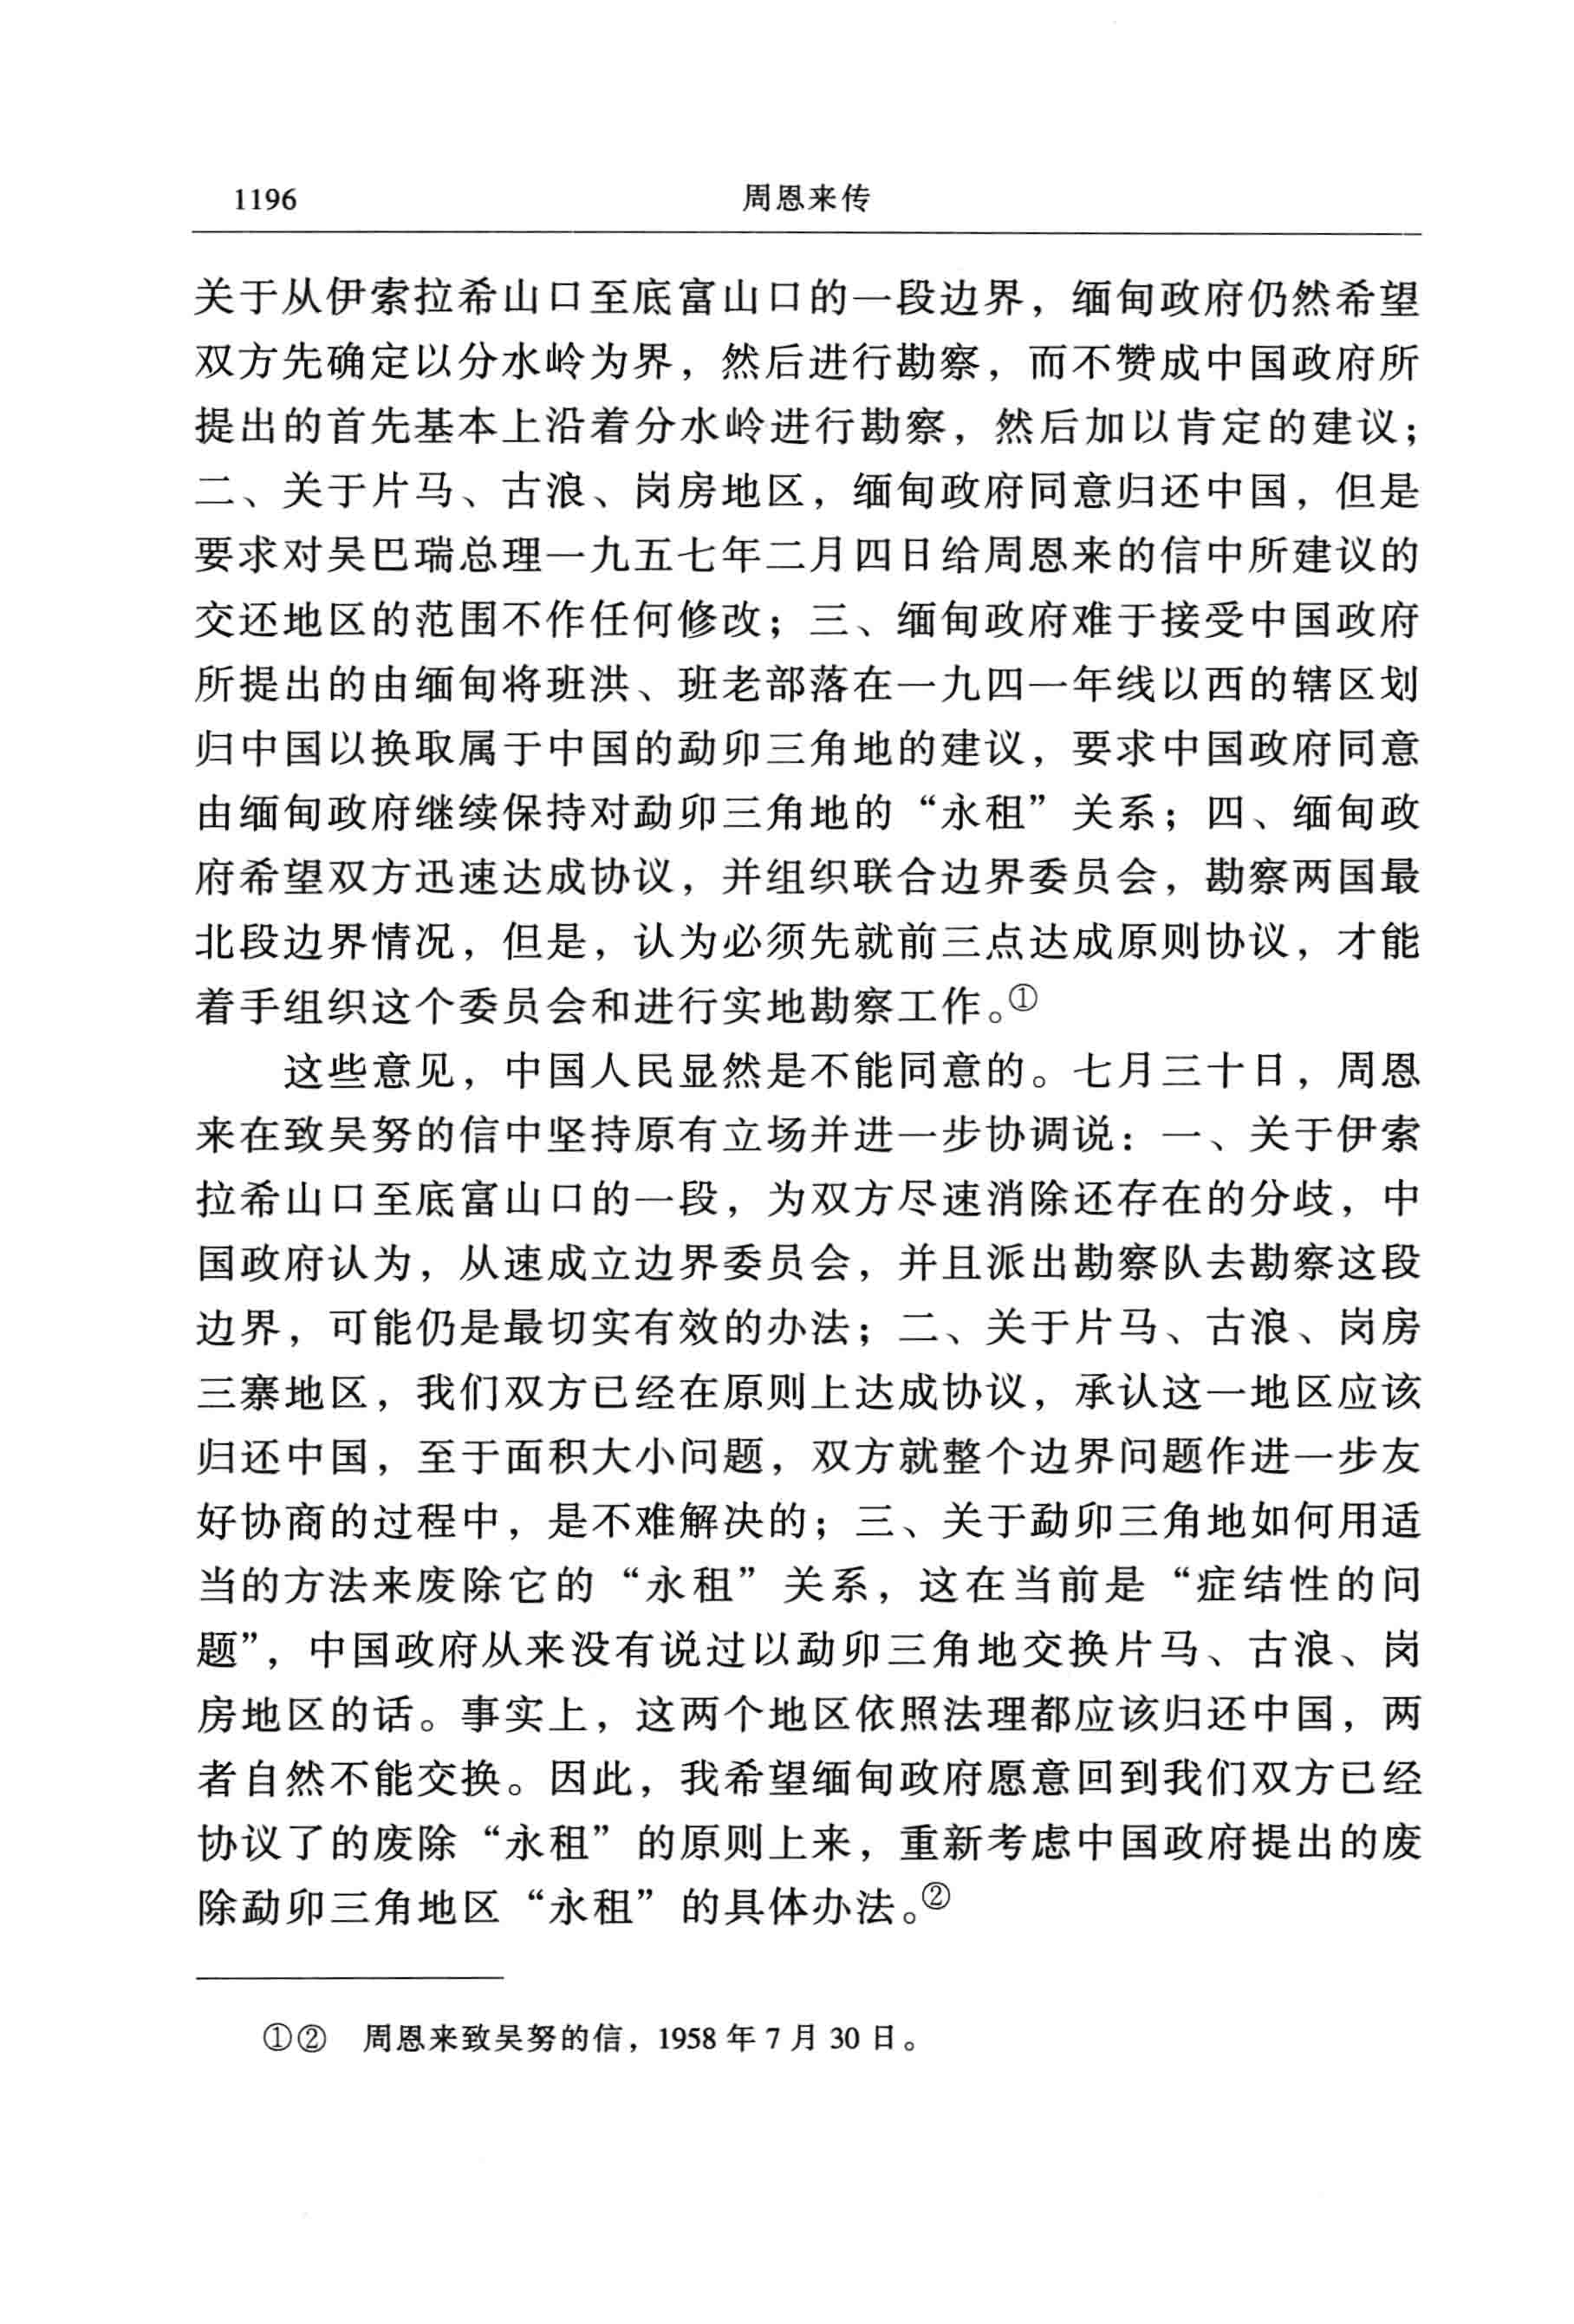 1196
周恩来传
关于从伊索拉希山口至底富山口的一段边界，缅甸政府仍然希望
双方先确定以分水岭为界，然后进行勘察，而不赞成中国政府所
提出的首先基本上沿着分水岭进行勘察，然后加以肯定的建议；
二、关于片马、古浪、岗房地区，缅甸政府同意归还中国，但是
要求对吴巴瑞总理一九五七年二月四日给周恩来的信中所建议的
交还地区的范围不作任何修改；三、缅甸政府难于接受中国政府
所提出的由缅甸将班洪、班老部落在一九四一年线以西的辖区划
归中国以换取属于中国的勐卯三角地的建议，要求中国政府同意
由缅甸政府继续保持对勐卯三角地的“永租”关系；四、缅甸政
府希望双方迅速达成协议，并组织联合边界委员会，勘察两国最
北段边界情况，但是，认为必须先就前三点达成原则协议，才能
着手组织这个委员会和进行实地勘察工作。①
这些意见，中国人民显然是不能同意的。七月三十日，周恩
来在致吴努的信中坚持原有立场并进一步协调说：一、关于伊索
拉希山口至底富山口的一段，为双方尽速消除还存在的分歧，中
国政府认为，从速成立边界委员会，并且派出勘察队去勘察这段
边界，可能仍是最切实有效的办法；二、关于片马、古浪、岗房
三寨地区，我们双方已经在原则上达成协议，承认这一地区应该
归还中国，至于面积大小问题，双方就整个边界问题作进一步友
好协商的过程中，是不难解决的；三、关于勐卯三角地如何用适
当的方法来废除它的“永租”关系，这在当前是“症结性的问
题”，中国政府从来没有说过以勐卯三角地交换片马、古浪、岗
房地区的话。事实上，这两个地区依照法理都应该归还中国，两
者自然不能交换。因此，我希望缅甸政府愿意回到我们双方已经
协议了的废除“永租”的原则上来，重新考虑中国政府提出的废
除勐卯三角地区“永租”的具体办法。②
①② 周恩来致吴努的信，1958年7月30日。